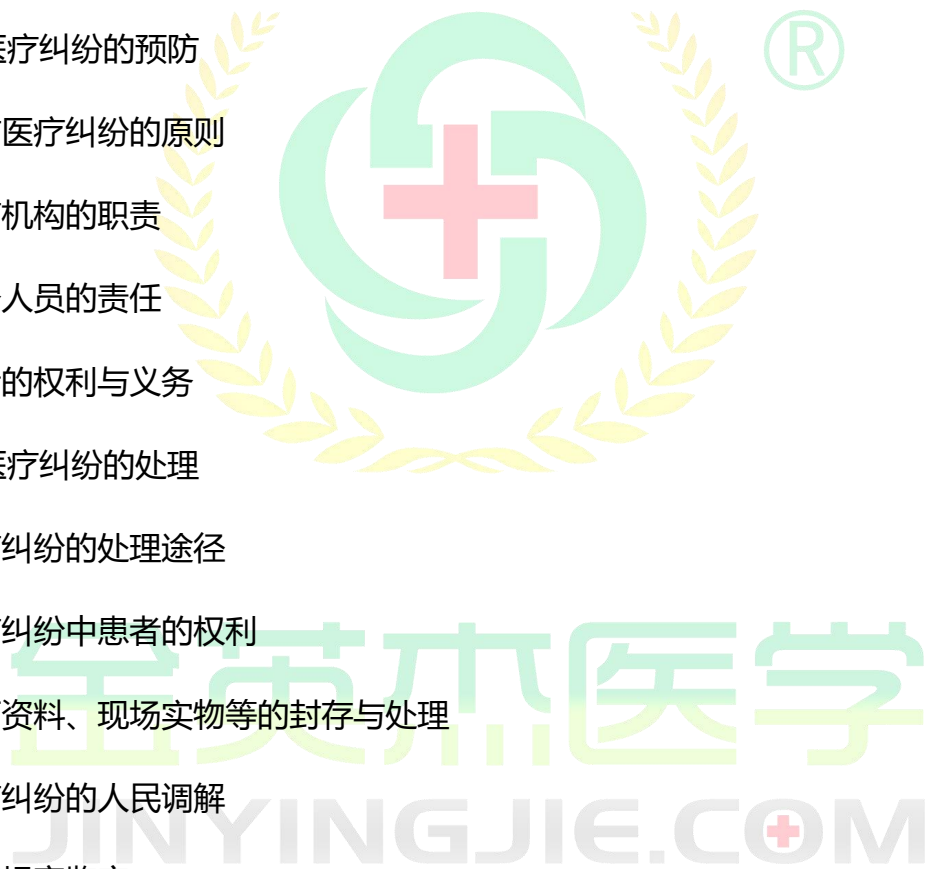 疗纠纷的预防
医疗纠纷的原则
机构的职责
人员的责任
的权利与义务
疗纠纷的处理
纠纷的处理途径
纠纷中患者的权利
资料、现场实物等的封存与处理
纠纷的人民调解
金英杰医学
JINYINGJIE.COM
®